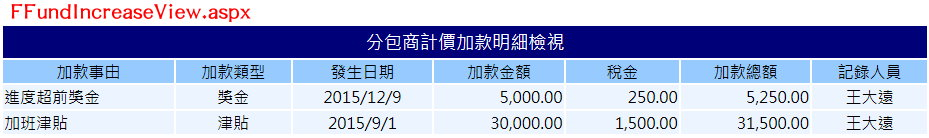 FFundIncreaseView.aspx
分包商計價加款明細檢視
加款事由 加款類型 發生日期 加款金額 稅金 加款總額 記錄人員
進度超前獎金 獎金 2015/12/9 5,000.00 250.00 5,250.00 王大遠
加班津貼 津貼 2015/9/1 30,000.00 1,500.00 31,500.00 王大遠